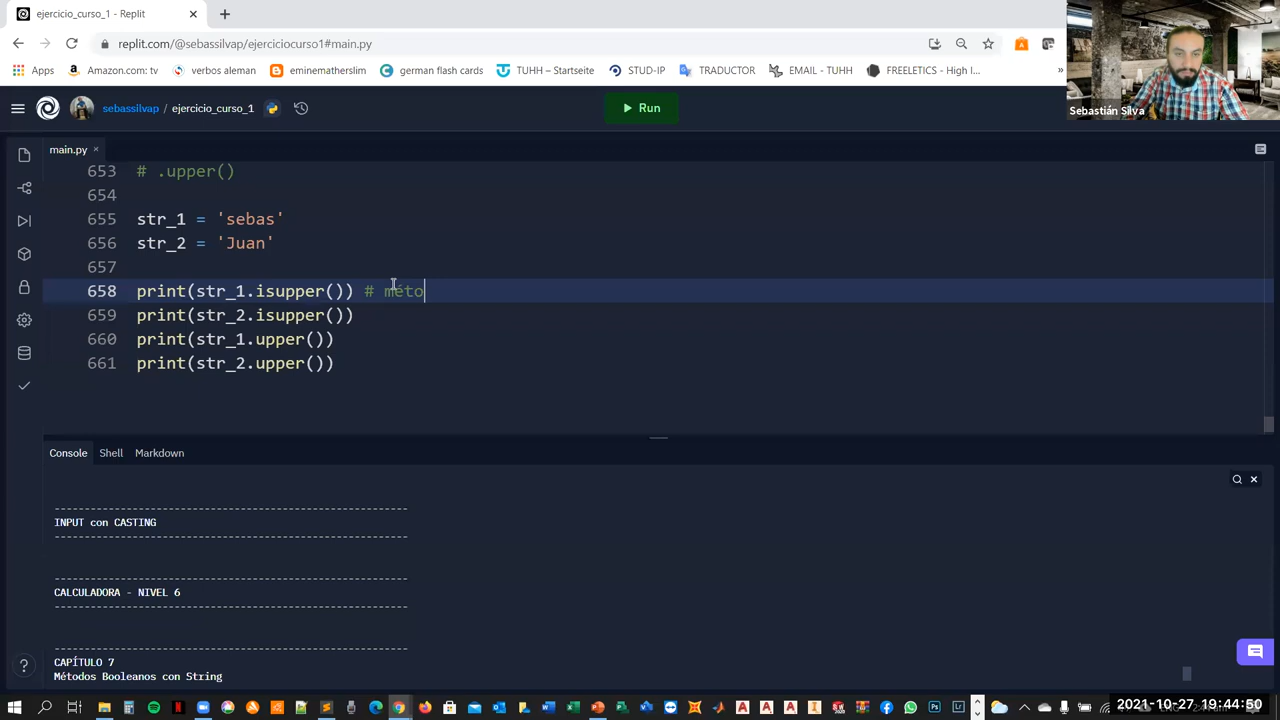 ejercicio_curso_1 - Replit
replit.com/@sebassilvap/ejerciciocurso1#main.py
Apps
Amazon.com: tv
verbos aleman
eminematherslim
german flash cards
TUHH - Startseite
STUD-IP
TRADUCTOR
EMAIL - TUHH
FREELETICS - High I...
»
Sebastián Silva
sebassilvap / ejercicio_curso_1
Run
main.py
653 # .upper()
654
655 str_1 = 'sebas'
656 str_2 = 'Juan'
657
658 print(str_1.isupper()) # méto
659 print(str_2.isupper())
660 print(str_1.upper())
661 print(str_2.upper())
Console Shell Markdown
---------------------------------------------------
INPUT con CASTING
---------------------------------------------------
---------------------------------------------------
CALCULADORA - NIVEL 6
---------------------------------------------------
---------------------------------------------------
CAPÍTULO 7
Métodos Booleanos con String
2021-10-27 19:44:50